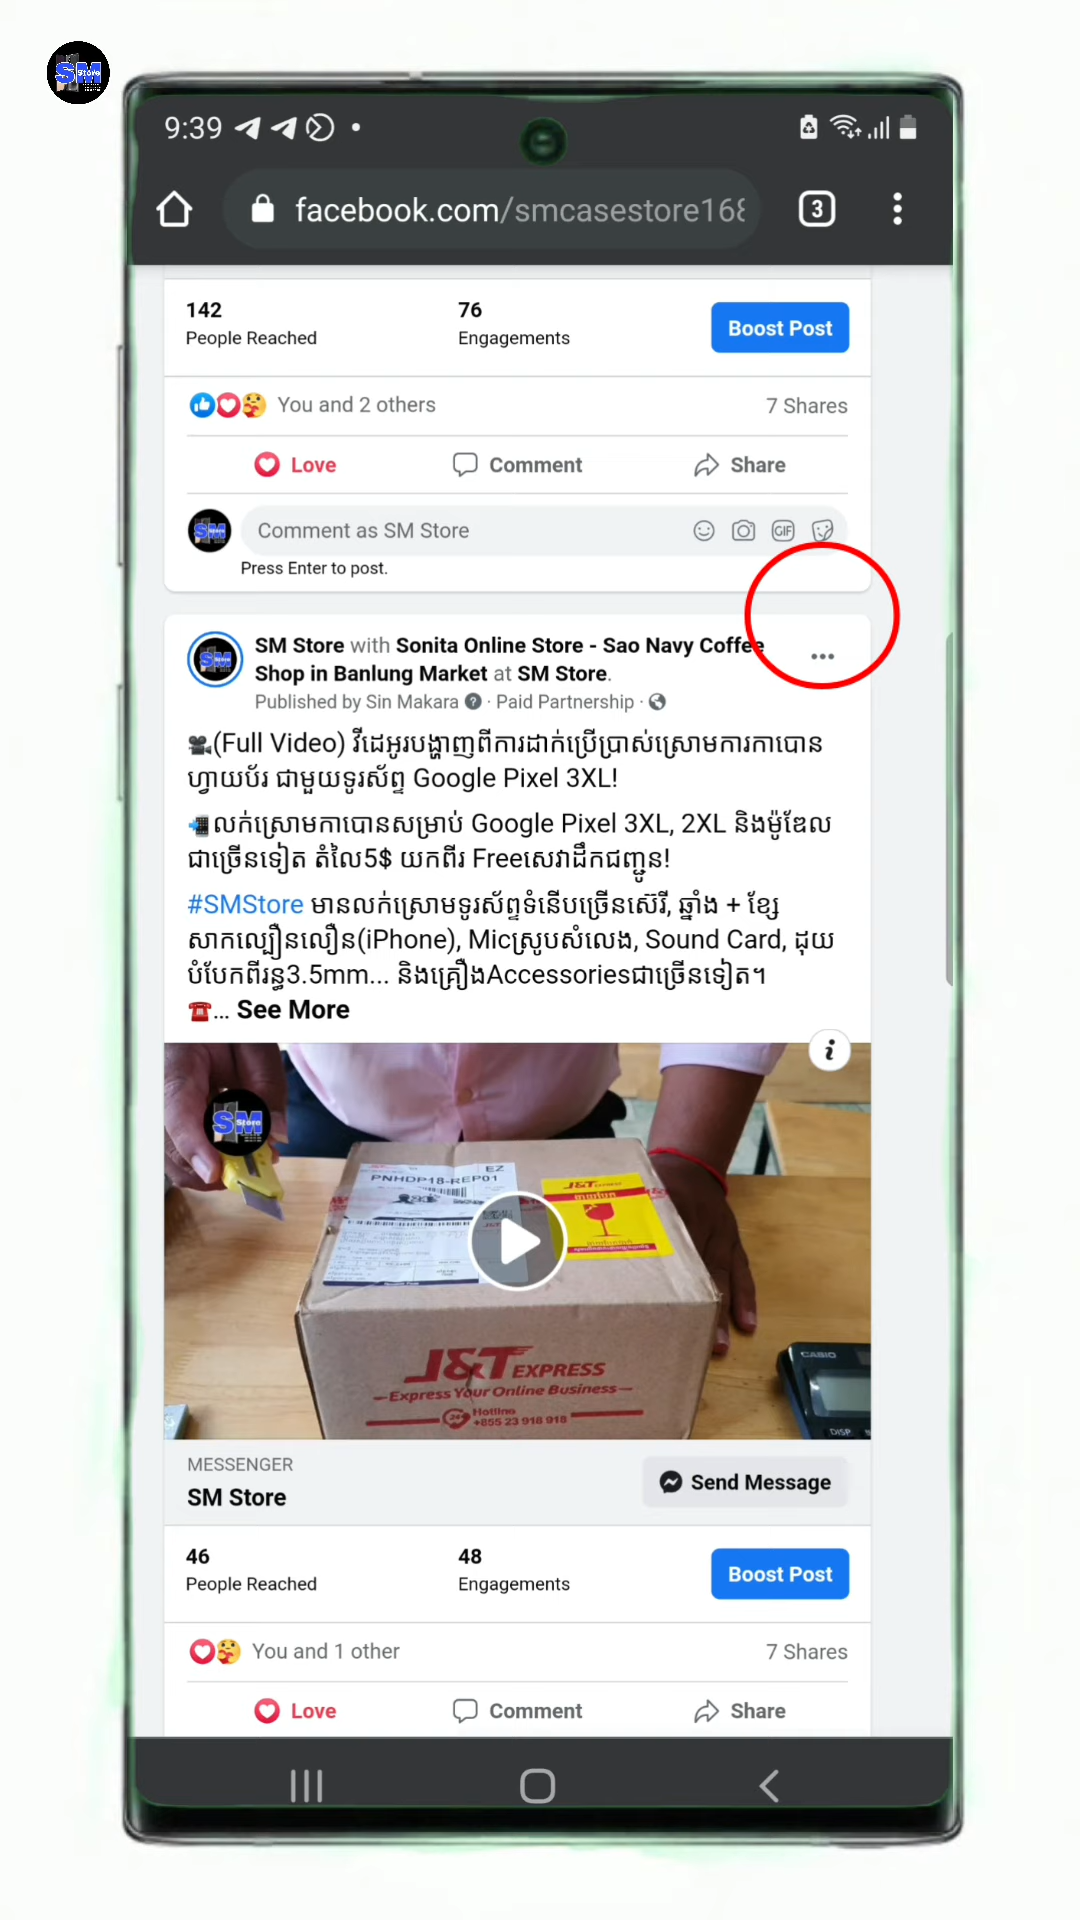 SM Store
9:39
facebook.com/smcasestore168
3
142
People Reached
76
Engagements
Boost Post
You and 2 others
7 Shares
Love
Comment
Share
Comment as SM Store
GIF
Press Enter to post.
SM Store with Sonita Online Store - Sao Navy Coffee
Shop in Banlung Market at SM Store.
Published by Sin Makara · Paid Partnership ·
(Full Video) វីដេអូរបង្ហាញពីការដាក់ប្រើប្រាស់ស្រោមការកាបោន
ហ្វាយប័រ ជាមួយទូរស័ព្ទ Google Pixel 3XL!
លក់ស្រោមកាបោនសម្រាប់ Google Pixel 3XL, 2XL និងម៉ូឌែល
ជាច្រើនទៀត តំលៃ5$ យកពីរ Freeសេវាដឹកជញ្ជូន!
#SMStore មានលក់ស្រោមទូរស័ព្ទទំនើបច្រើនស៊េរី, ឆ្នាំង + ខ្សែ
សាកល្បឿនលឿន(iPhone), Micស្រូបសំលេង, Sound Card, ដុយ
បំបែកពីរន្ធ3.5mm... និងគ្រឿងAccessoriesជាច្រើនទៀត។
... See More
SM Store
EZ
PNHDP18-REP01
J&T EXPRESS
J&T EXPRESS
Express Your Online Business
Hotline
+855 23 918 918
CASIO
DISP
MESSENGER
SM Store
Send Message
46
People Reached
48
Engagements
Boost Post
You and 1 other
7 Shares
Love
Comment
Share